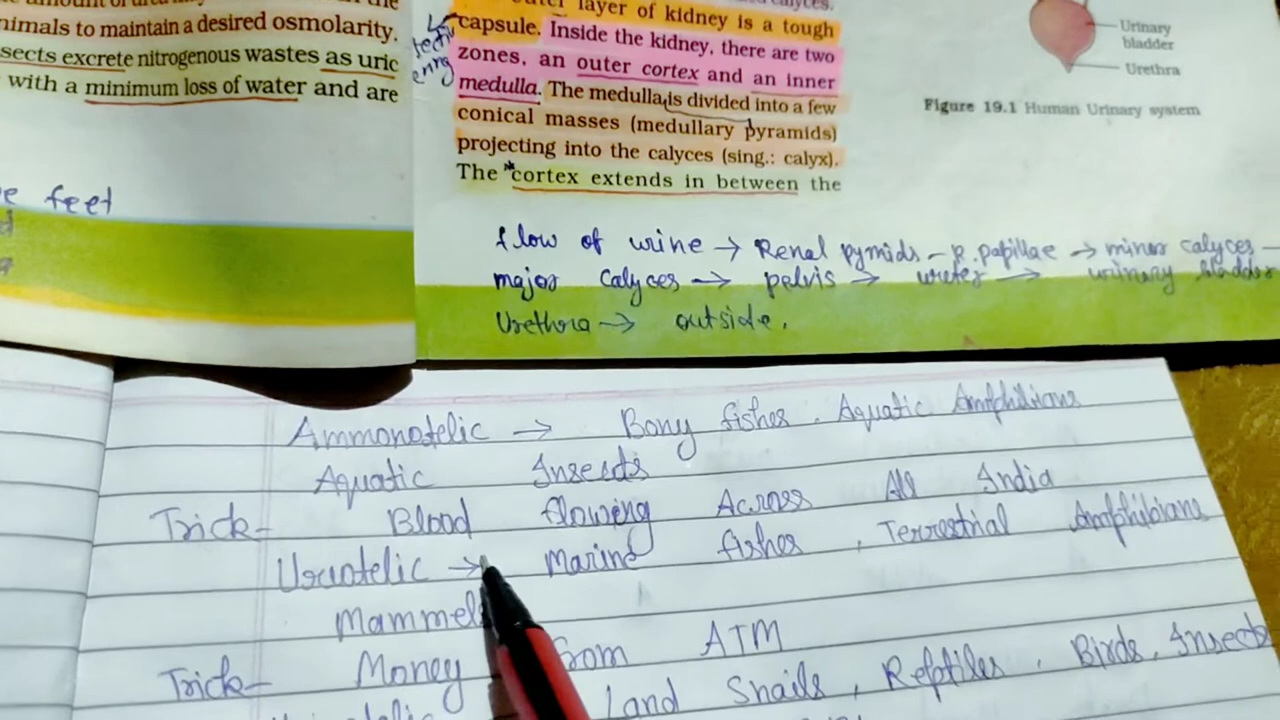 nimals to maintain a desired osmolarity.
sects excrete nitrogenous wastes as uric
with a minimum loss of water and are
feet
layer of kidney is a tough
capsule. Inside the kidney, there are two
zones, an outer cortex and an inner
medulla. The medulla is divided into a few
conical masses (medullary pyramids)
projecting into the calyces (sing.: calyx).
The *cortex extends in between the
Urinary
bladder
Urethra
Figure 19.1 Human Urinary system
flow of urine → Renal pymids - R. papillae → minor calyces -
major calyces → pelvis → ureter → urinary bladder
Urethra → outside.
Ammonotelic → Bony fishes . Aquatic Amphibians
Aquatic Insects
Trick- Blood flowing Across All India
Ureotelic → Marine fishes , Terrestrial Amphibians
Mammels
Trick- Money from ATM
Land Snails , Reptiles . Birds, Insects